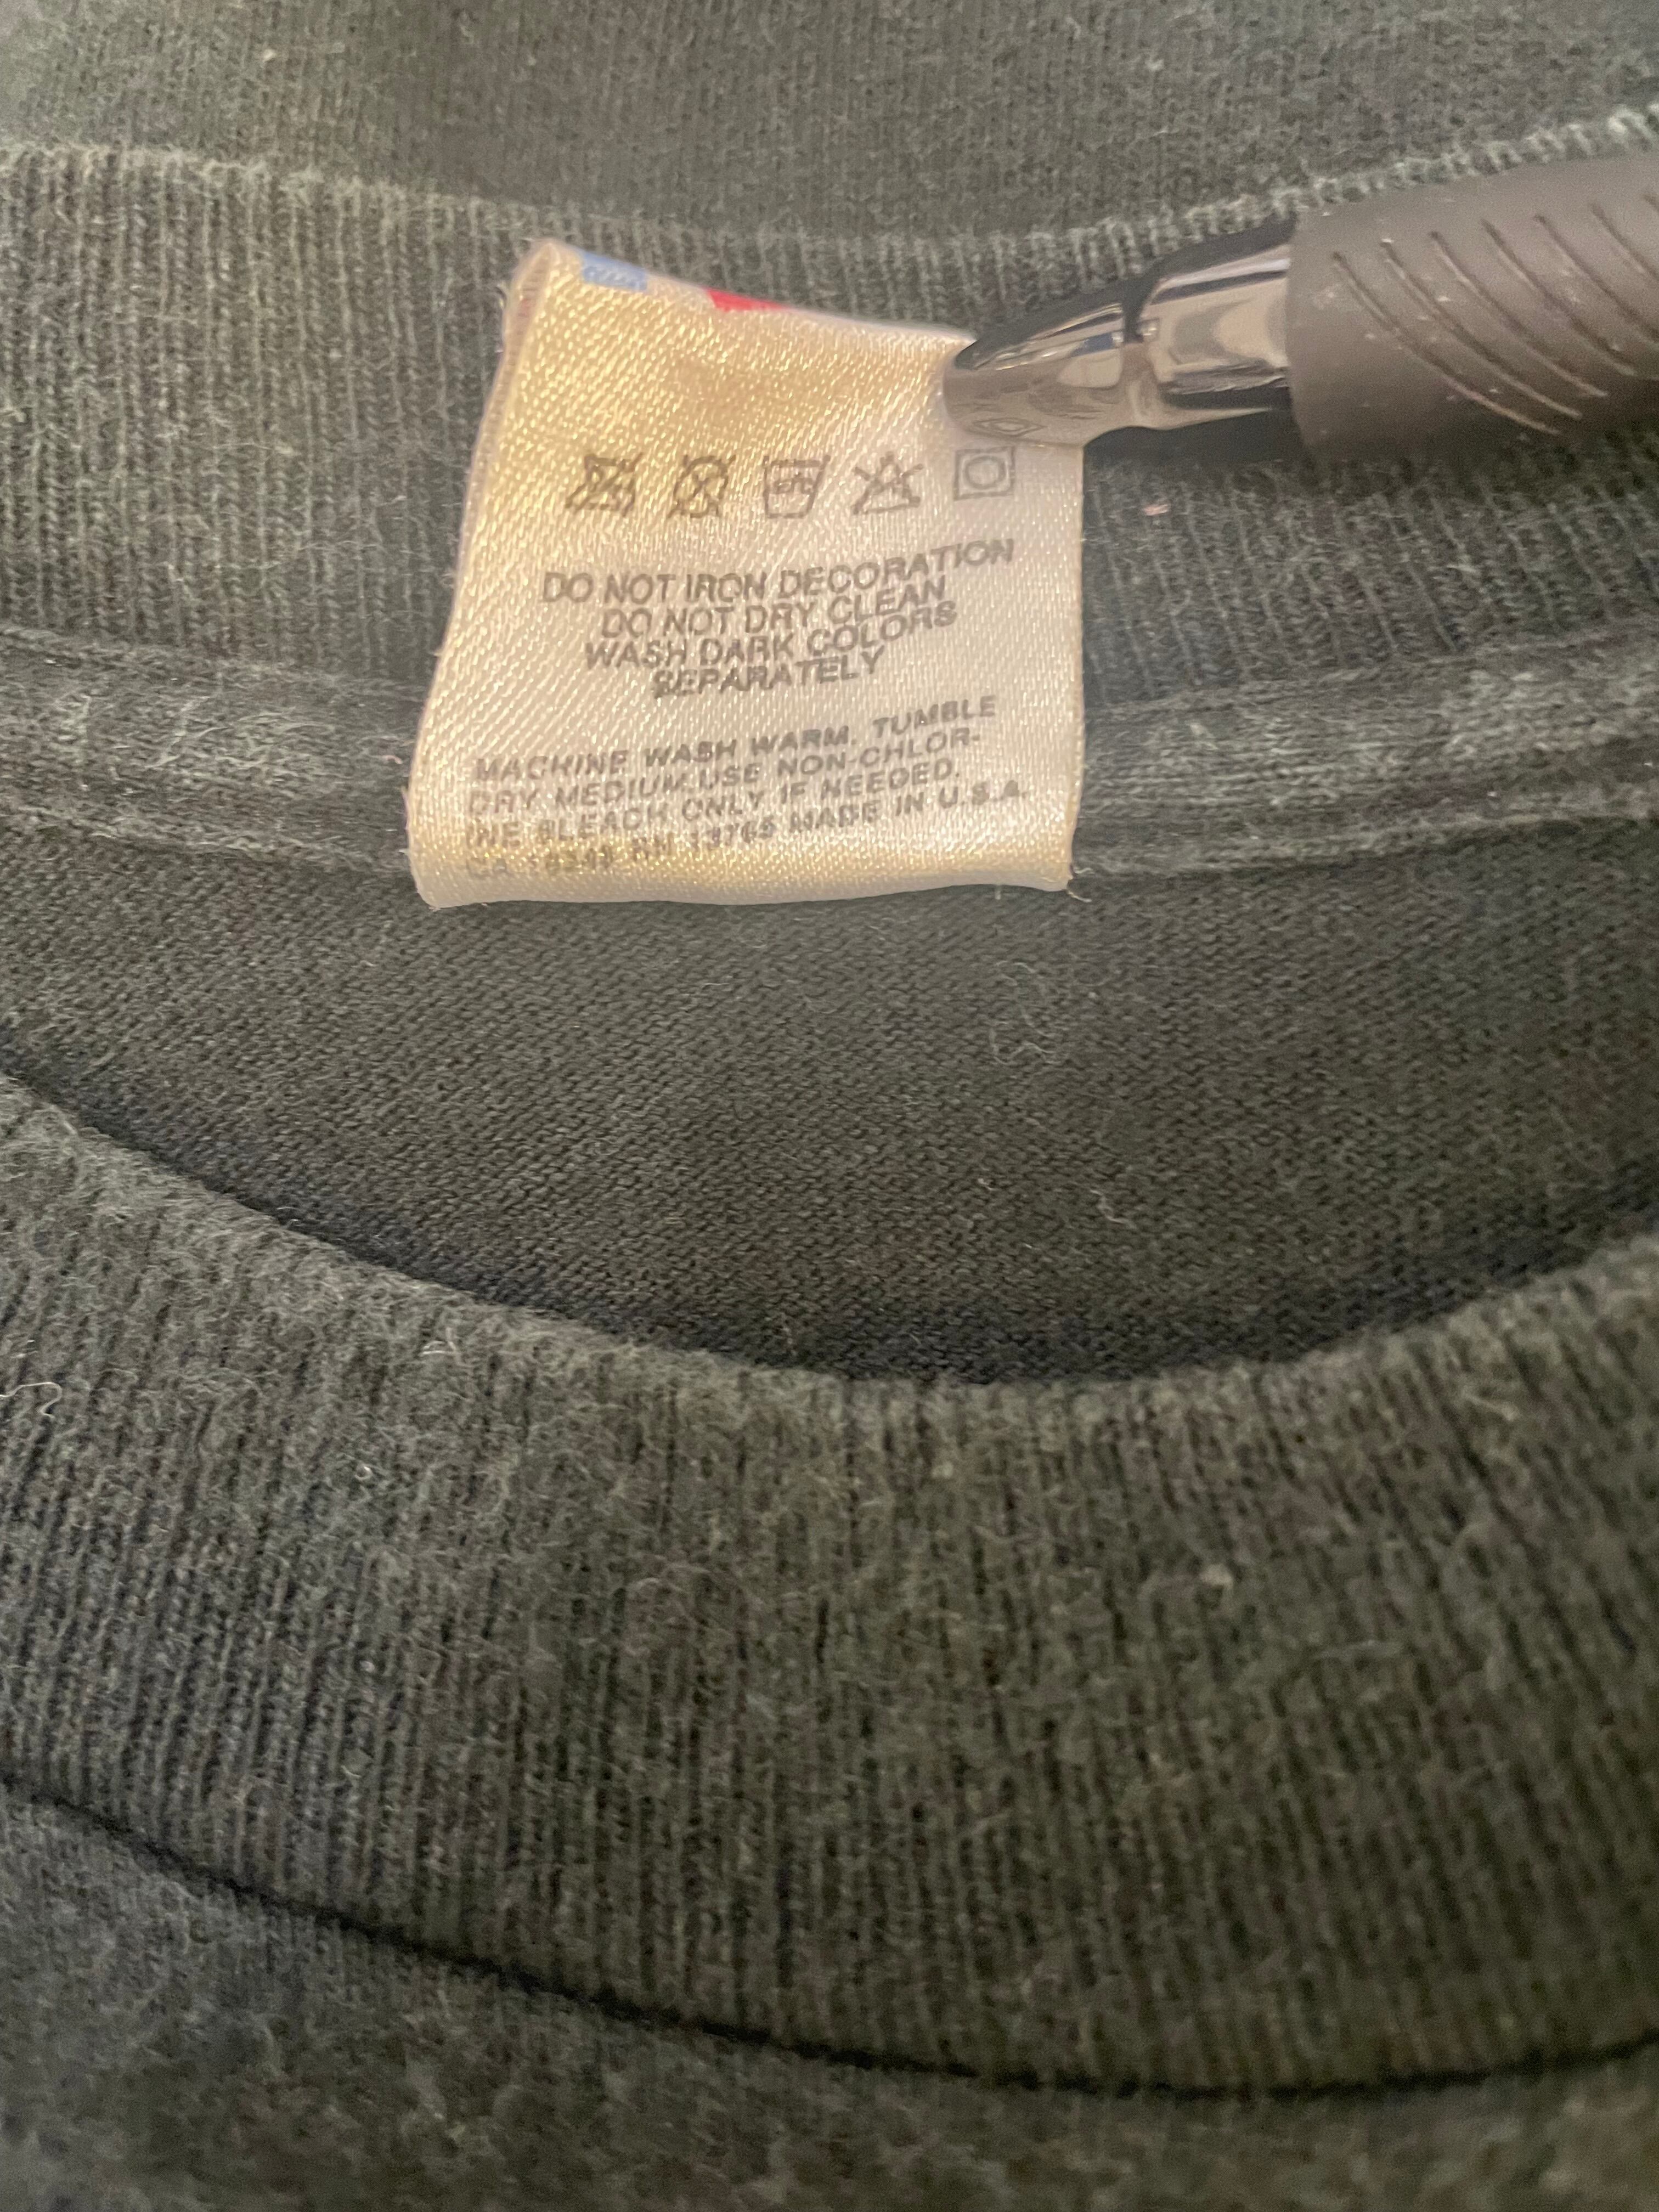 DO NOT IRON DECORATION
DO NOT DRY CLEAN
WASH DARK COLORS
SEPARATELY
MACHINE WASH WARM. TUMBLE
DRY MEDIUM.USE NON-CHLOR-
INE BLEACH ONLY IF NEEDED.
RN 13765 MADE IN U.S.A.
CA